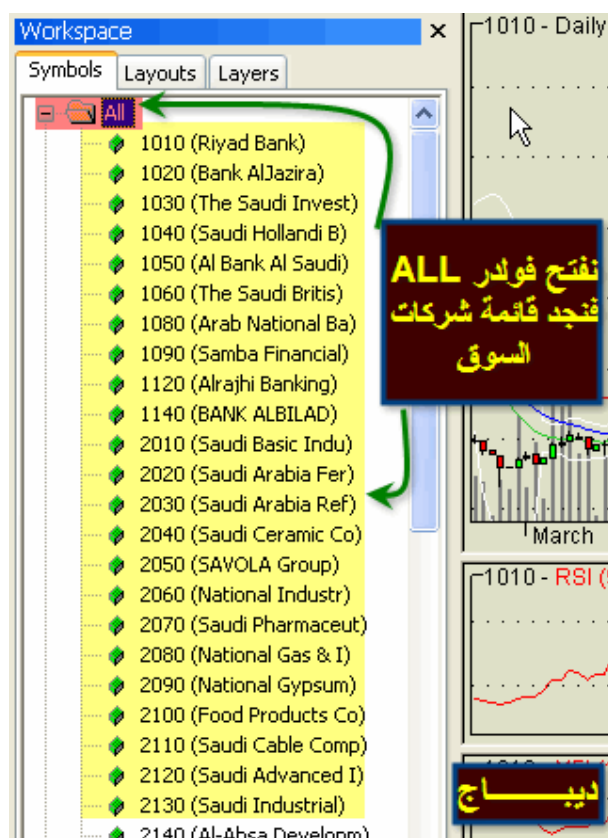 Workspace
Symbols Layouts Layers
All
1010 (Riyad Bank)
1020 (Bank AlJazira)
1030 (The Saudi Invest)
1040 (Saudi Hollandi B)
1050 (Al Bank Al Saudi)
1060 (The Saudi Britis)
1080 (Arab National Ba)
1090 (Samba Financial)
1120 (Alrajhi Banking)
1140 (BANK ALBILAD)
2010 (Saudi Basic Indu)
2020 (Saudi Arabia Fer)
2030 (Saudi Arabia Ref)
2040 (Saudi Ceramic Co)
2050 (SAVOLA Group)
2060 (National Industr)
2070 (Saudi Pharmaceut)
2080 (National Gas & I)
2090 (National Gypsum)
2100 (Food Products Co)
2110 (Saudi Cable Comp)
2120 (Saudi Advanced I)
2130 (Saudi Industrial)
2140 (Al-Ahsa Developm)
نفتح فولدر ALL
فنجد قائمة شركات
السوق
1010 - Daily
March
1010 - RSI
ديبـــــاج